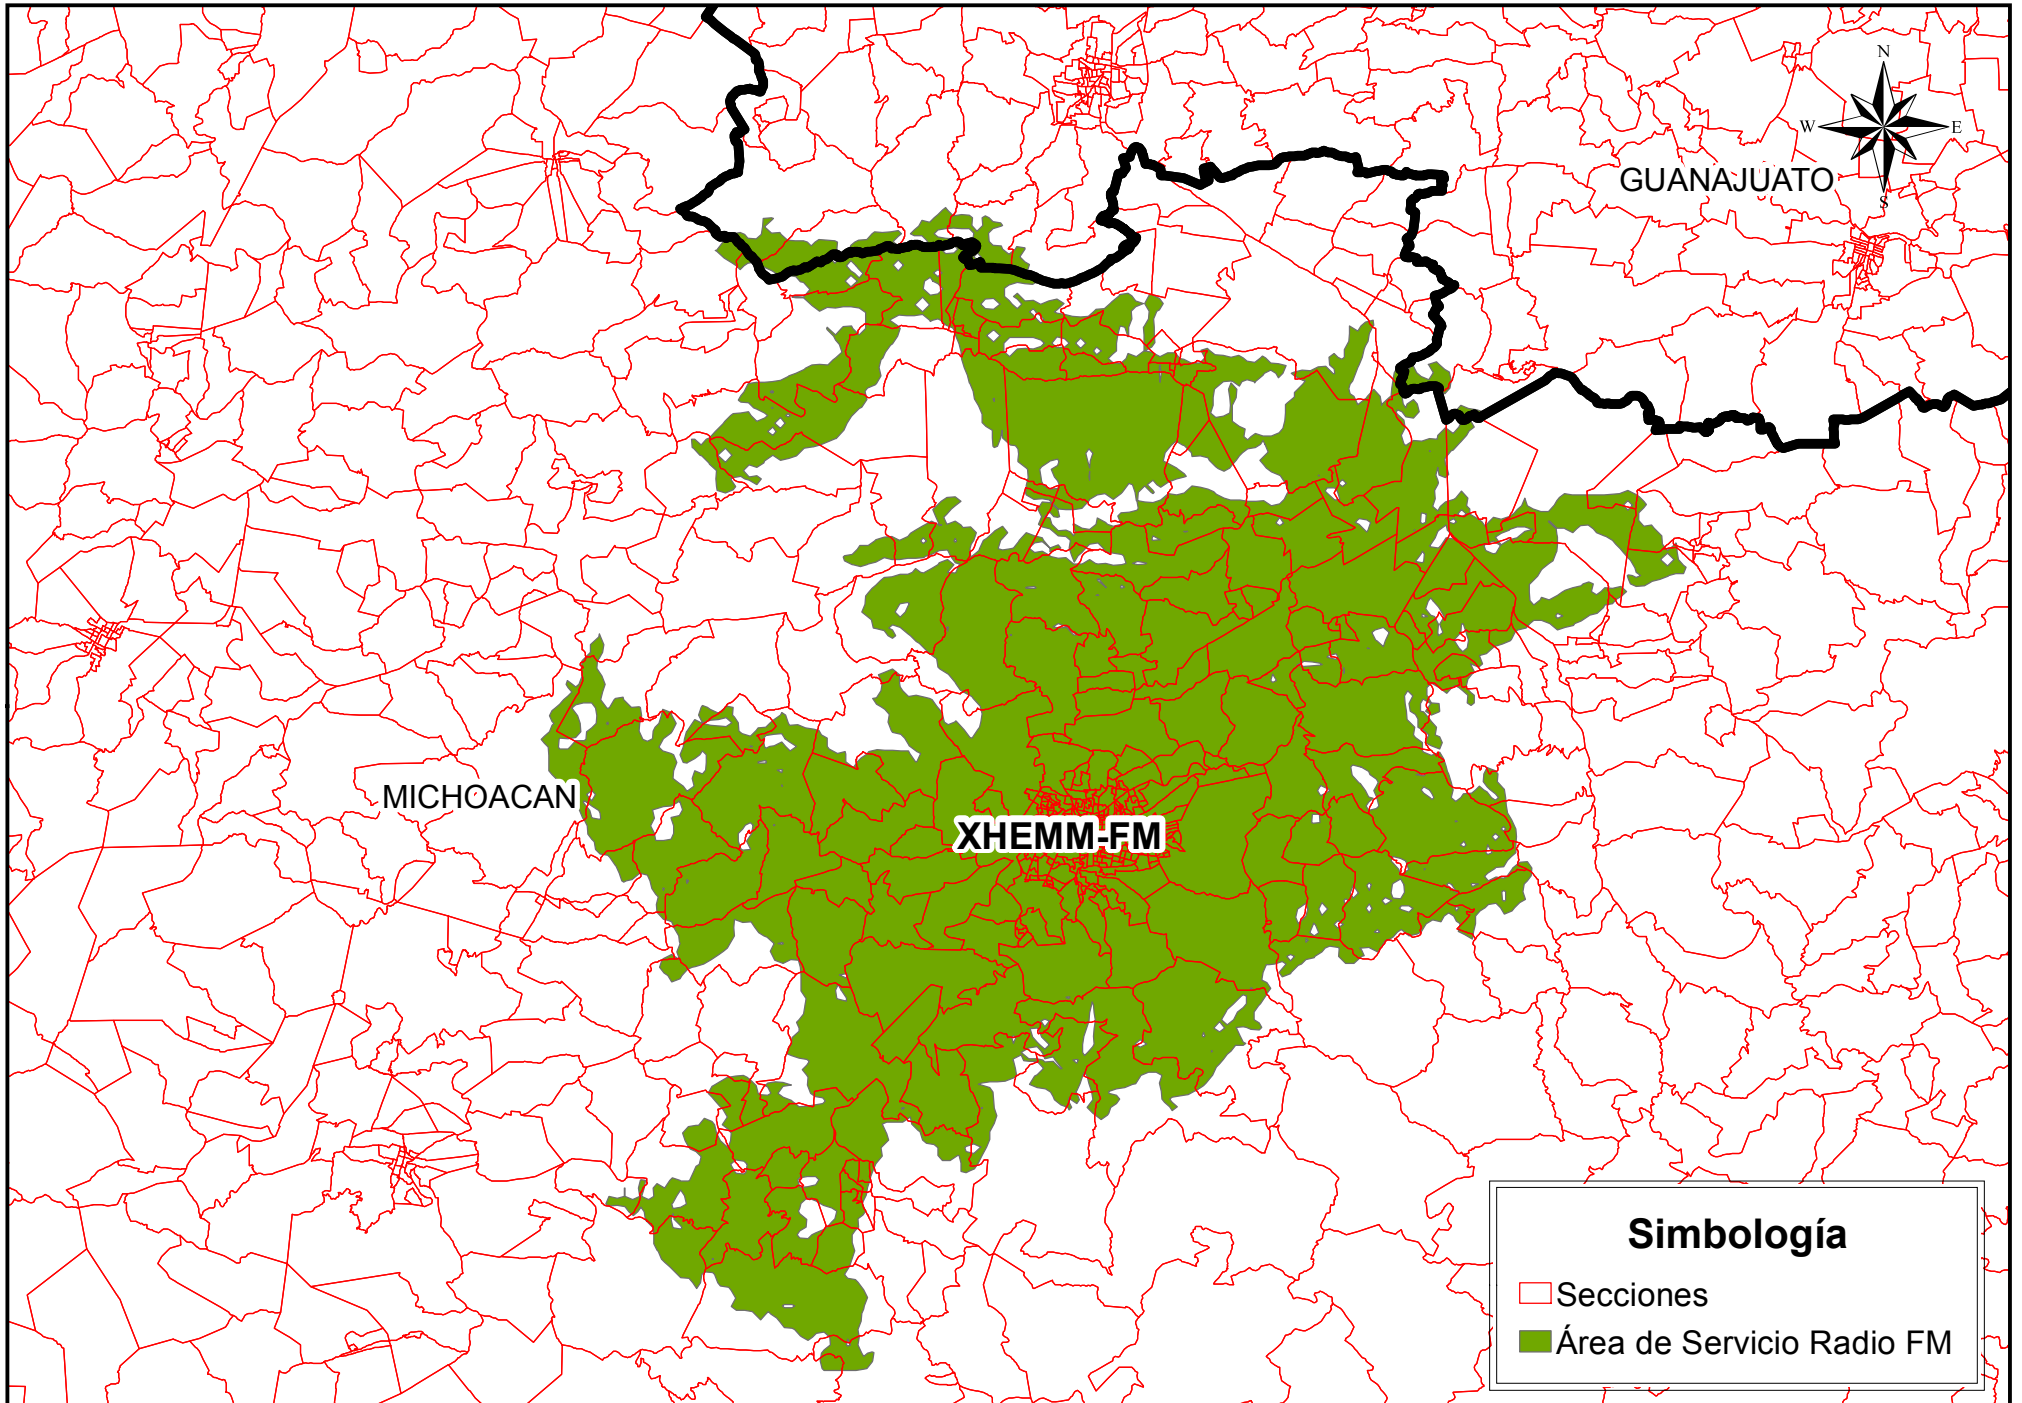 N
W E
S
GUANAJUATO
MICHOACAN
XHEMM-FM
Simbología
Secciones
Área de Servicio Radio FM